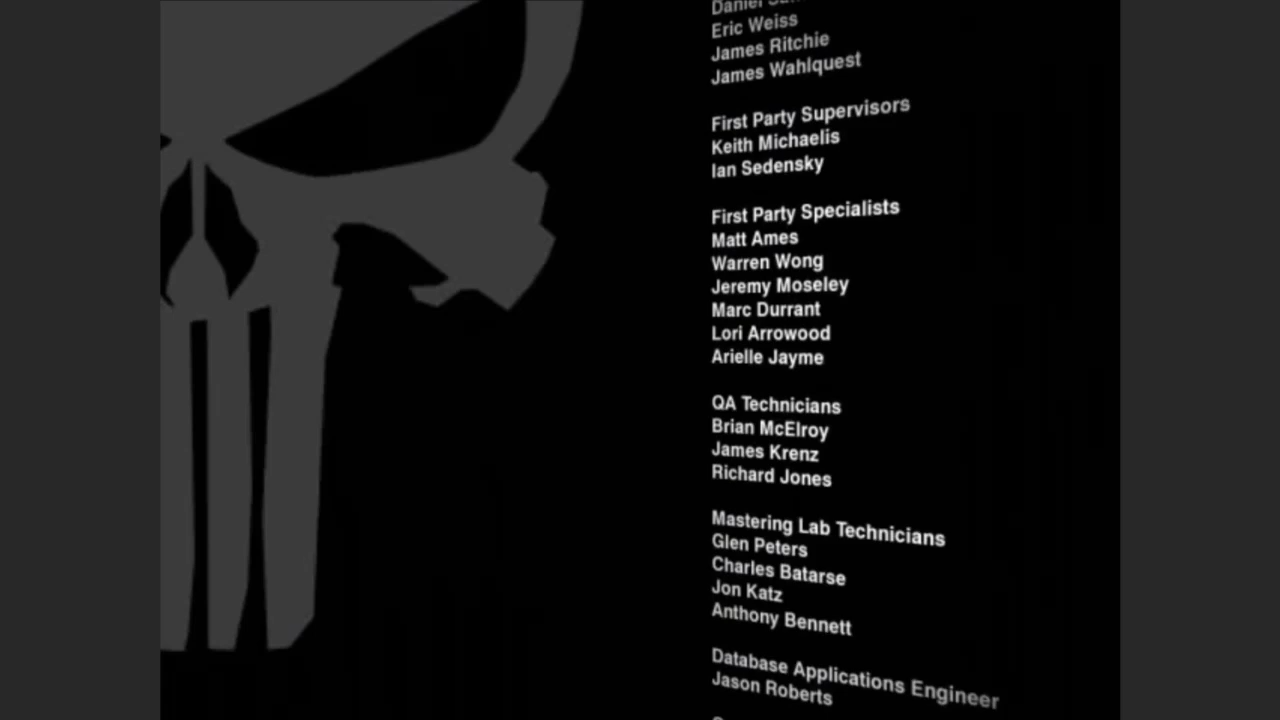 Daniel
Eric Weiss
James Ritchie
James Wahlquest
First Party Supervisors
Keith Michaelis
Ian Sedensky
First Party Specialists
Matt Ames
Warren Wong
Jeremy Moseley
Marc Durrant
Lori Arrowood
Arielle Jayme
QA Technicians
Brian McElroy
James Krenz
Richard Jones
Mastering Lab Technicians
Glen Peters
Charles Batarse
Jon Katz
Anthony Bennett
Database Applications Engineer
Jason Roberts